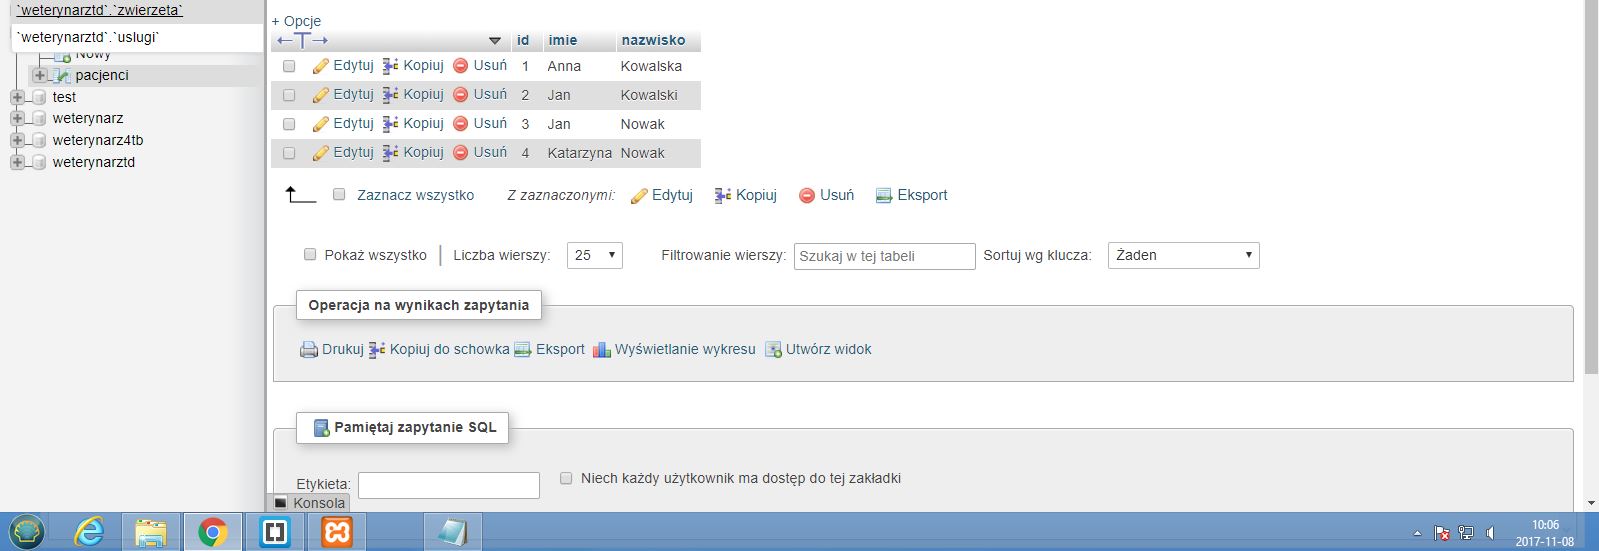 `weterynarztd`.`zwierzeta`
`weterynarztd`.`uslugi`
Nowy
pacjenci
test
weterynarz
weterynarz4tb
weterynarztd
+ Opcje
←T→ id imie nazwisko
Edytuj Kopiuj Usuń 1 Anna Kowalska
Edytuj Kopiuj Usuń 2 Jan Kowalski
Edytuj Kopiuj Usuń 3 Jan Nowak
Edytuj Kopiuj Usuń 4 Katarzyna Nowak
Zaznacz wszystko Z zaznaczonymi: Edytuj Kopiuj Usuń Eksport
Pokaż wszystko Liczba wierszy: 25 Filtrowanie wierszy: Szukaj w tej tabeli Sortuj wg klucza: Żaden
Operacja na wynikach zapytania
Drukuj Kopiuj do schowka Eksport Wyświetlanie wykresu Utwórz widok
Pamiętaj zapytanie SQL
Etykieta: Niech każdy użytkownik ma dostęp do tej zakładki
Konsola
10:06
2017-11-08